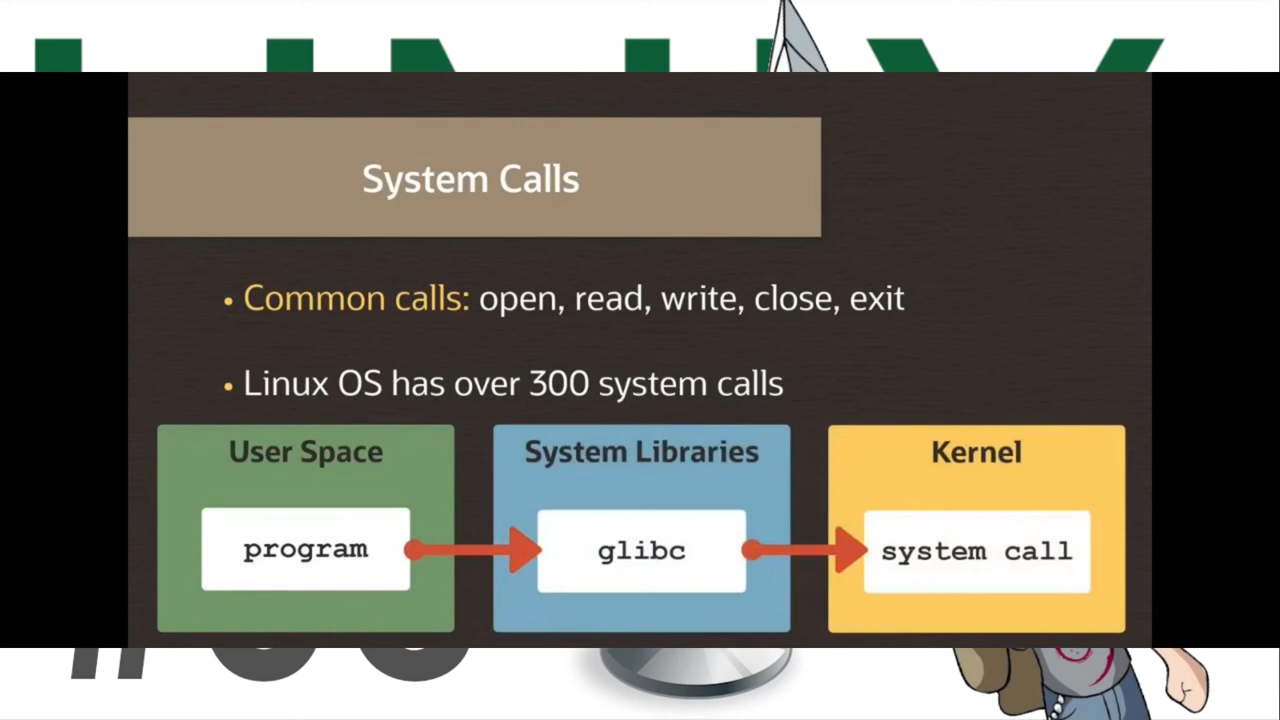 System Calls
• Common calls: open, read, write, close, exit
• Linux OS has over 300 system calls
User Space
System Libraries
Kernel
program
glibc
system call